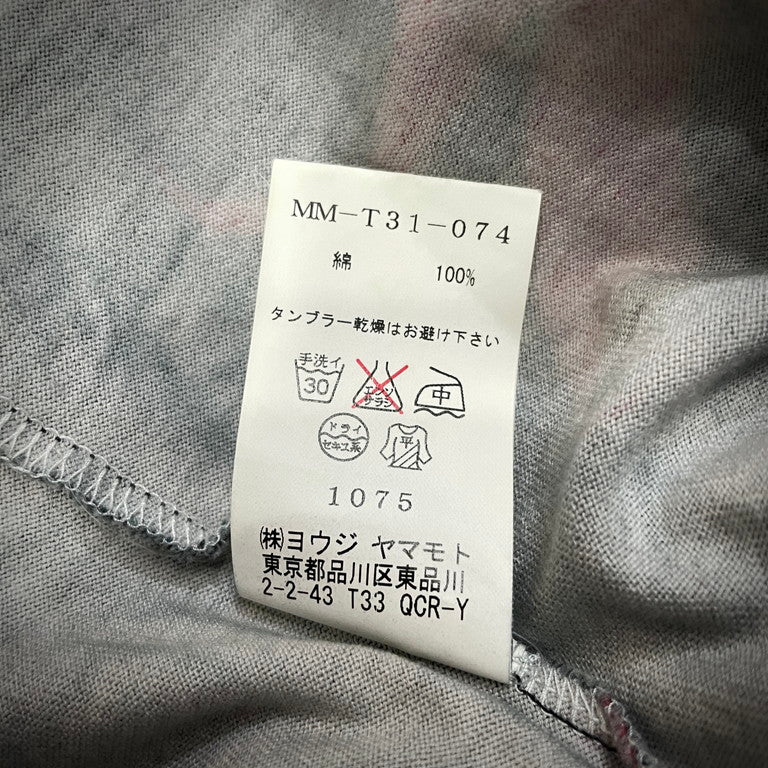 MM-T31-074
綿 100%
タンブラー乾燥はお避け下さい
手洗イ
30
エンソ
サラシ
中
ドライ
セキユ系
平
1075
㈱ヨウジ ヤマモト
東京都品川区東品川
2-2-43 T33 QCR-Y